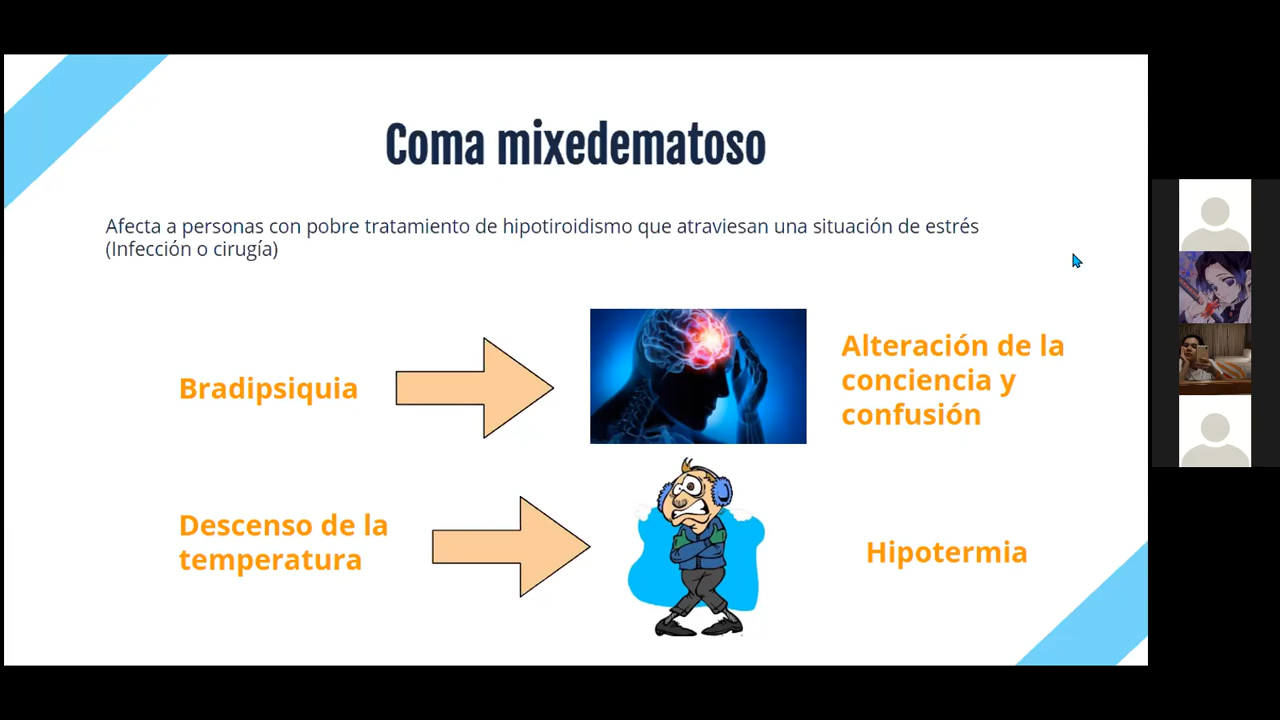 Coma mixedematoso
Afecta a personas con pobre tratamiento de hipotiroidismo que atraviesan una situación de estrés
(Infección o cirugía)
Bradipsiquia
Alteración de la
conciencia y
confusión
Descenso de la
temperatura
Hipotermia